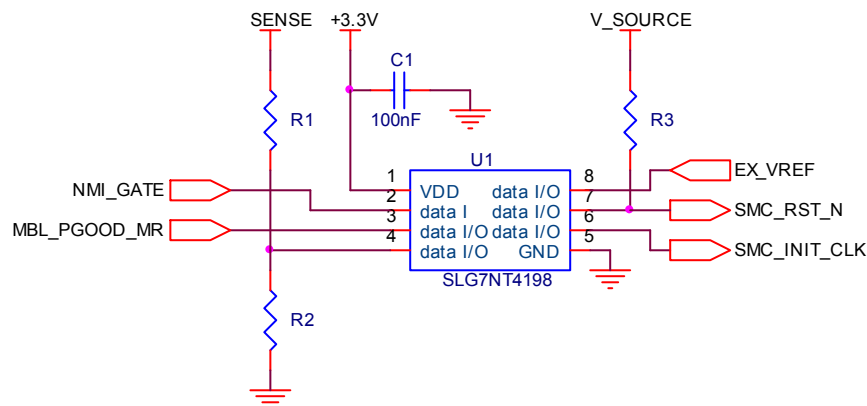 SENSE +3.3V V_SOURCE
C1
100nF
R1
R3
U1
1 VDD data I/O 8 EX_VREF
NMI_GATE 2 data I data I/O 7 SMC_RST_N
MBL_PGOOD_MR 3 data I/O data I/O 6 SMC_INIT_CLK
4 data I/O GND 5
SLG7NT4198
R2